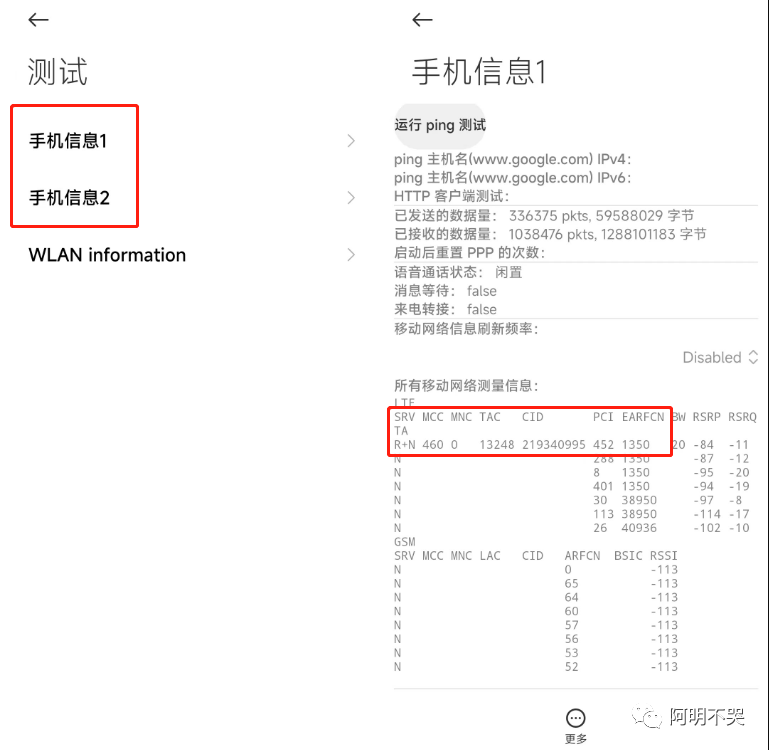 测试
手机信息1
手机信息2
WLAN information
手机信息1
运行 ping 测试
ping 主机名(www.google.com) IPv4:
ping 主机名(www.google.com) IPv6:
HTTP 客户端测试:
已发送的数据量: 336375 pkts, 59588029 字节
已接收的数据量: 1038476 pkts, 1288101183 字节
启动后重置 PPP 的次数:
语音通话状态: 闲置
消息等待: false
来电转接: false
移动网络信息刷新频率:
Disabled
所有移动网络测量信息:
LTE
SRV MCC MNC TAC CID PCI EARFCN BW RSRP RSRQ
TA
R+N 460 0 13248 219340995 452 1350 20 -84 -11
N 288 1350 -87 -12
N 8 1350 -95 -20
N 401 1350 -94 -19
N 30 38950 -97 -8
N 113 38950 -114 -17
N 26 40936 -102 -10
GSM
SRV MCC MNC LAC CID ARFCN BSIC RSSI
N 0 -113
N 65 -113
N 64 -113
N 60 -113
N 57 -113
N 56 -113
N 53 -113
N 52 -113
更多
阿明不哭